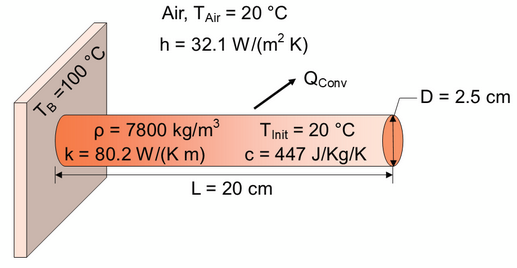 Air, T_Air = 20 °C
h = 32.1 W/(m² K)
Q_Conv
T_B =100 °C
D = 2.5 cm
ρ = 7800 kg/m³ T_Init = 20 °C
k = 80.2 W/(K m) c = 447 J/Kg/K
L = 20 cm